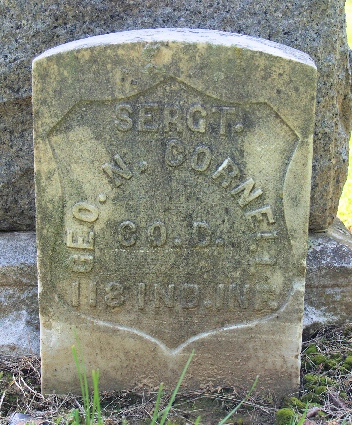 SERGT.
GEO. N. CORNELL
CO. C.
118 IND. INF.